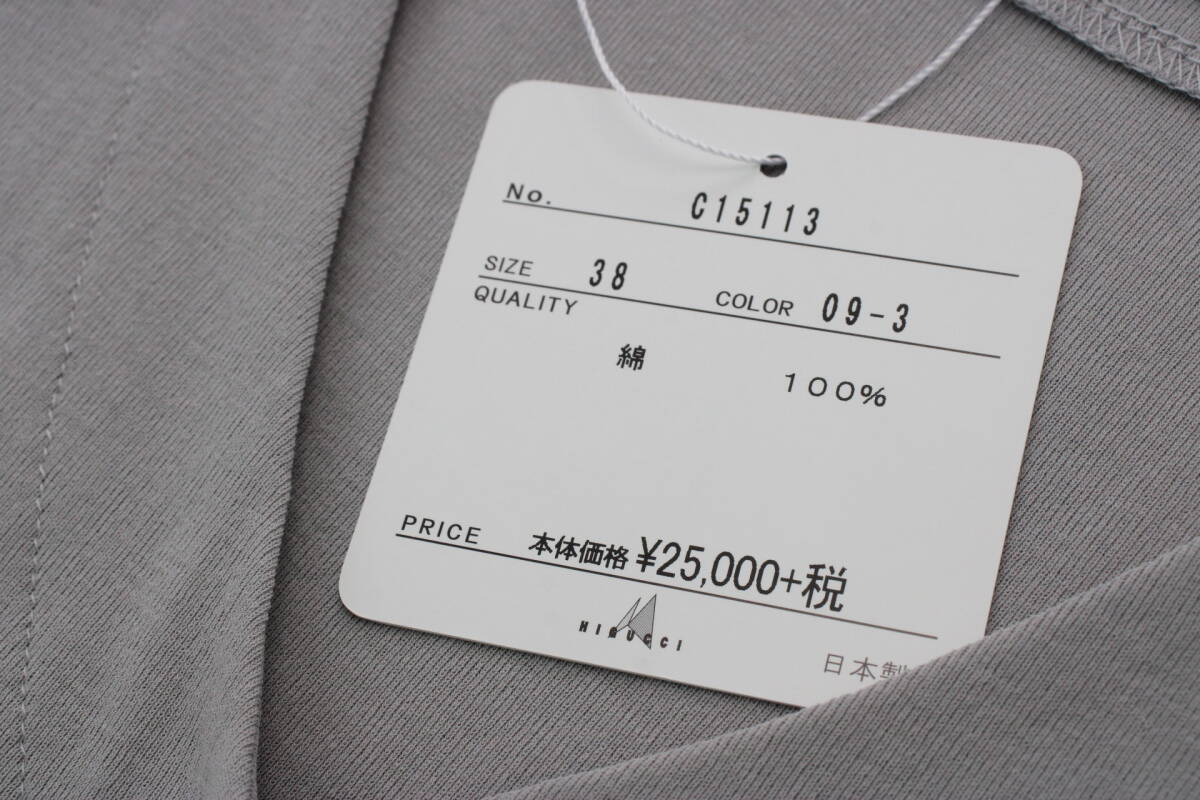 No. C15113
SIZE 38 COLOR 09-3
QUALITY
綿 100%
PRICE 本体価格 ¥25,000+税
HIGUCCI
日本製